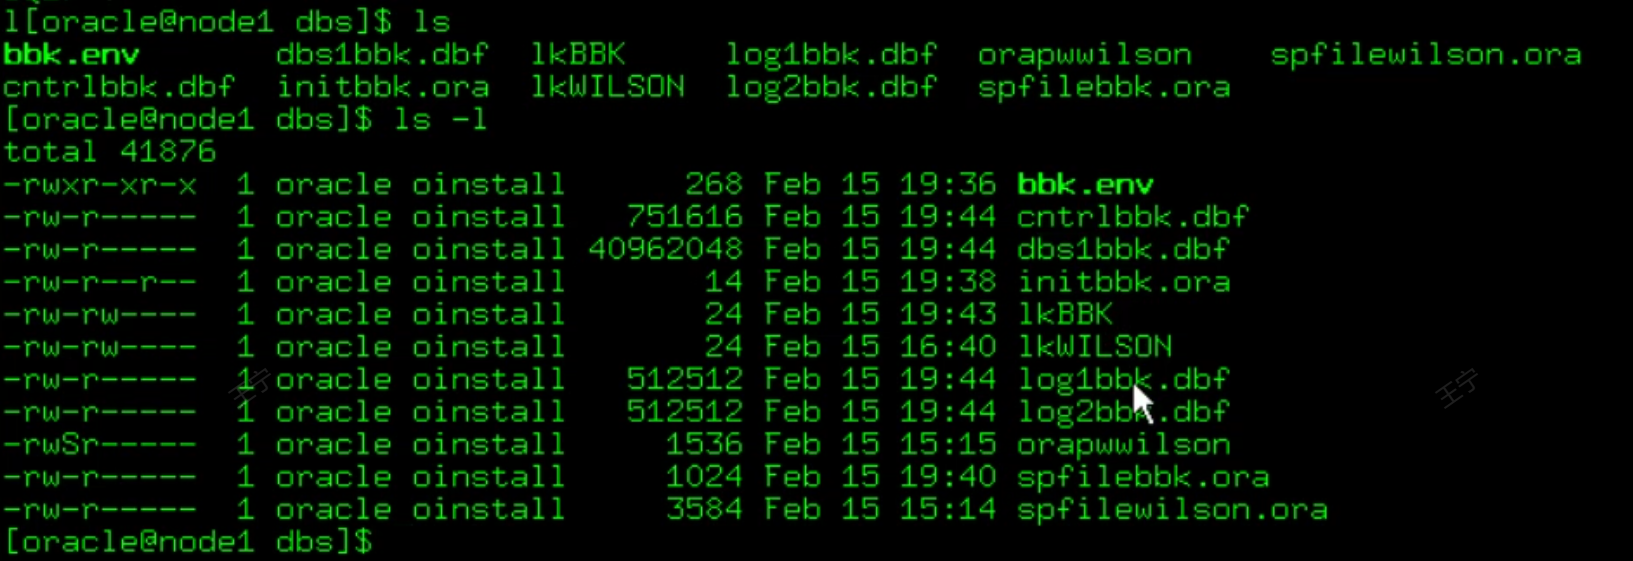 l[oracle@node1 dbs]$ ls
bbk.env       dbs1bbk.dbf  lkBBK     log1bbk.dbf  orapwwilson    spfilewilson.ora
cntrlbbk.dbf  initbbk.ora  lkWILSON  log2bbk.dbf  spfilebbk.ora
[oracle@node1 dbs]$ ls -l
total 41876
-rwxr-xr-x  1 oracle oinstall      268 Feb 15 19:36 bbk.env
-rw-r-----  1 oracle oinstall   751616 Feb 15 19:44 cntrlbbk.dbf
-rw-r-----  1 oracle oinstall 40962048 Feb 15 19:44 dbs1bbk.dbf
-rw-r--r--  1 oracle oinstall       14 Feb 15 19:38 initbbk.ora
-rw-rw----  1 oracle oinstall       24 Feb 15 19:43 lkBBK
-rw-rw----  1 oracle oinstall       24 Feb 15 16:40 lkWILSON
-rw-r-----  1 oracle oinstall   512512 Feb 15 19:44 log1bbk.dbf
-rw-r-----  1 oracle oinstall   512512 Feb 15 19:44 log2bbk.dbf
-rwSr-----  1 oracle oinstall     1536 Feb 15 15:15 orapwwilson
-rw-r-----  1 oracle oinstall     1024 Feb 15 19:40 spfilebbk.ora
-rw-r-----  1 oracle oinstall     3584 Feb 15 15:14 spfilewilson.ora
[oracle@node1 dbs]$
王宁
王宁